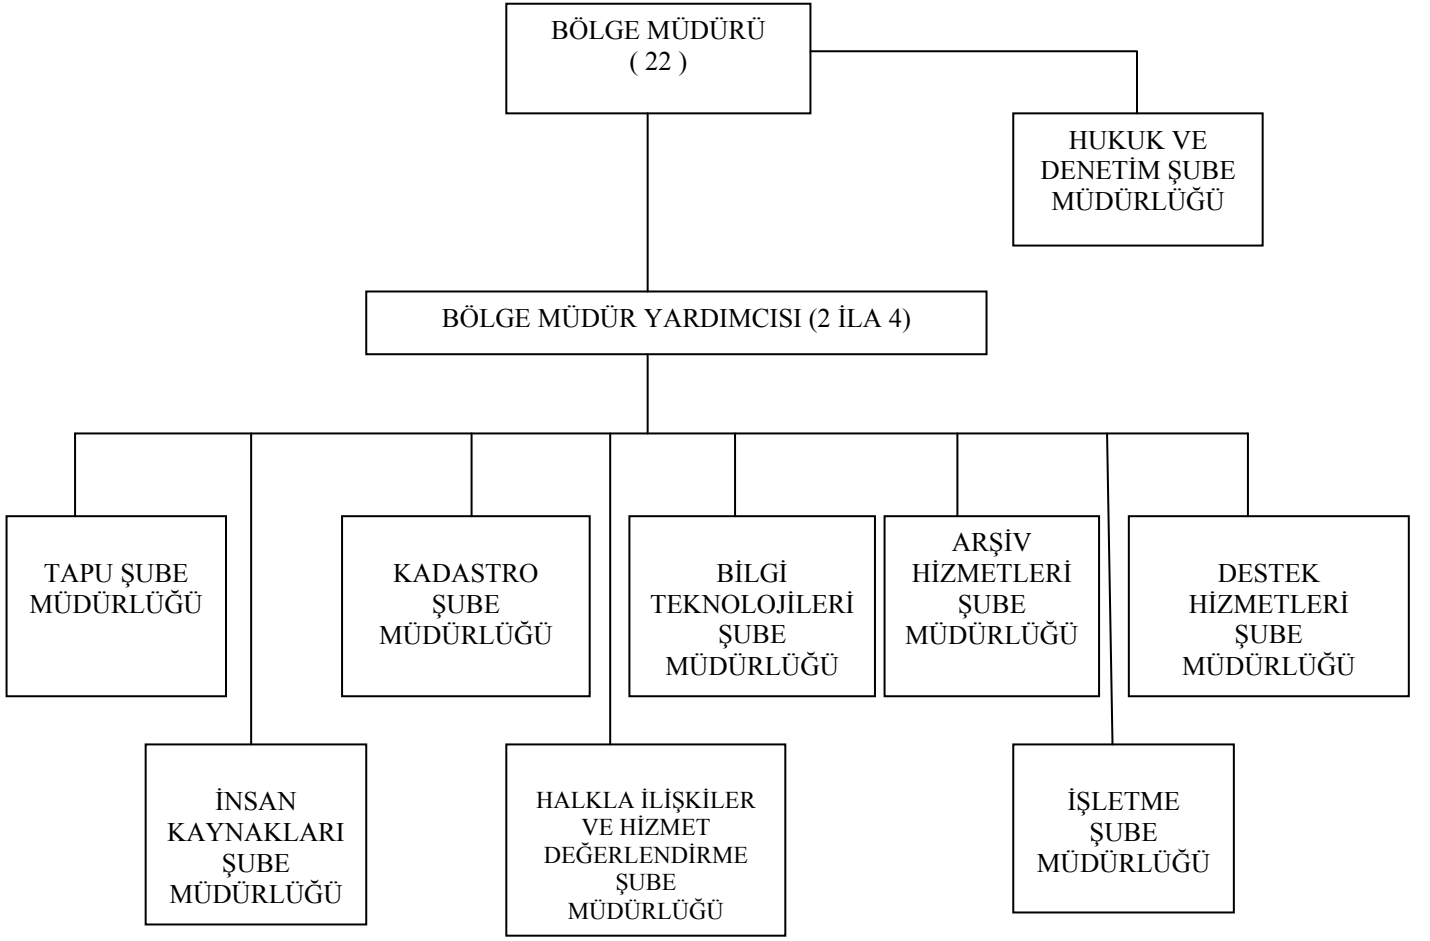 BÖLGE MÜDÜRÜ
( 22 )
HUKUK VE
DENETİM ŞUBE
MÜDÜRLÜĞÜ
BÖLGE MÜDÜR YARDIMCISI (2 İLA 4)
TAPU ŞUBE
MÜDÜRLÜĞÜ
KADASTRO
ŞUBE
MÜDÜRLÜĞÜ
BİLGİ
TEKNOLOJİLERİ
ŞUBE
MÜDÜRLÜĞÜ
ARŞİV
HİZMETLERİ
ŞUBE
MÜDÜRLÜĞÜ
DESTEK
HİZMETLERİ
ŞUBE
MÜDÜRLÜĞÜ
İNSAN
KAYNAKLARI
ŞUBE
MÜDÜRLÜĞÜ
HALKLA İLİŞKİLER
VE HİZMET
DEĞERLENDİRME
ŞUBE
MÜDÜRLÜĞÜ
İŞLETME
ŞUBE
MÜDÜRLÜĞÜ